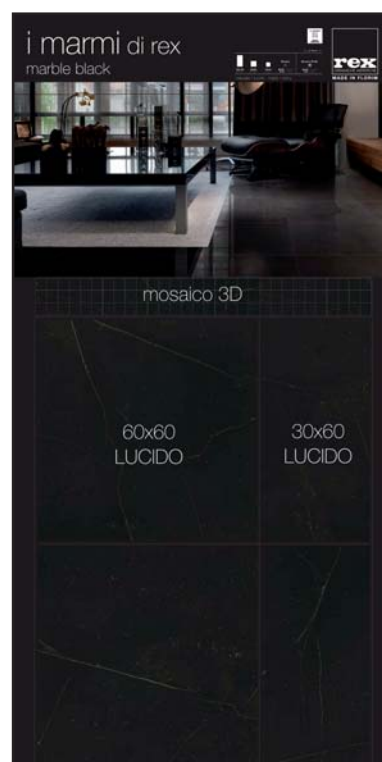 i marmi di rex
marble black
rex
MADE IN FLORIM
mosaico 3D
60x60
LUCIDO
30x60
LUCIDO